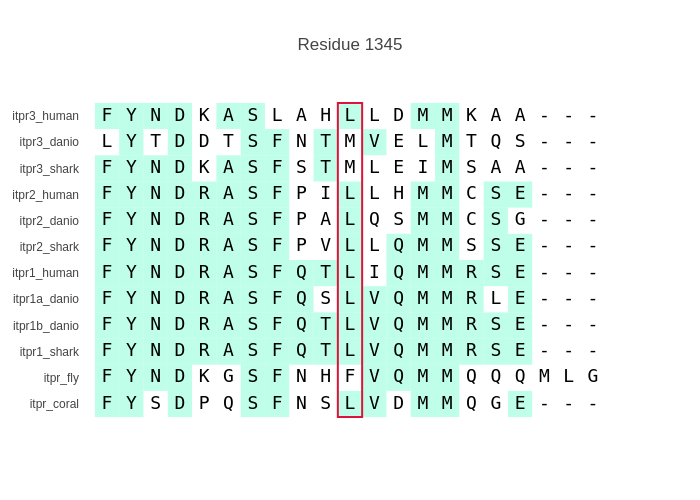 Residue 1345
itpr3_human F Y N D K A S L A H L L D M M K A A - - -
itpr3_danio L Y T D D T S F N T M V E L M T Q S - - -
itpr3_shark F Y N D K A S F S T M L E I M S A A - - -
itpr2_human F Y N D R A S F P I L L H M M C S E - - -
itpr2_danio F Y N D R A S F P A L Q S M M C S G - - -
itpr2_shark F Y N D R A S F P V L L Q M M S S E - - -
itpr1_human F Y N D R A S F Q T L I Q M M R S E - - -
itpr1a_danio F Y N D R A S F Q S L V Q M M R L E - - -
itpr1b_danio F Y N D R A S F Q T L V Q M M R S E - - -
itpr1_shark F Y N D R A S F Q T L V Q M M R S E - - -
itpr_fly F Y N D K G S F N H F V Q M M Q Q Q M L G
itpr_coral F Y S D P Q S F N S L V D M M Q G E - - -